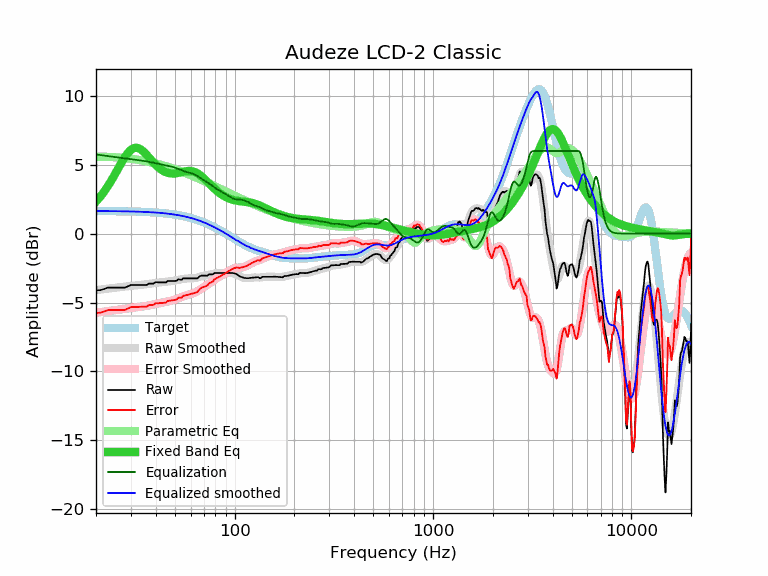 Audeze LCD-2 Classic
Amplitude (dBr)
10
5
0
−5
−10
−15
−20
Target
Raw Smoothed
Error Smoothed
Raw
Error
Parametric Eq
Fixed Band Eq
Equalization
Equalized smoothed
100
1000
10000
Frequency (Hz)